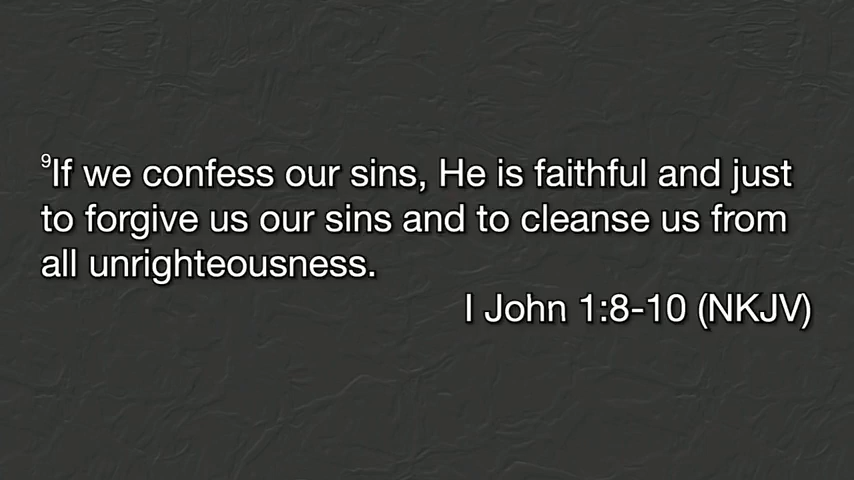 ⁹If we confess our sins, He is faithful and just
to forgive us our sins and to cleanse us from
all unrighteousness.
I John 1:8-10 (NKJV)